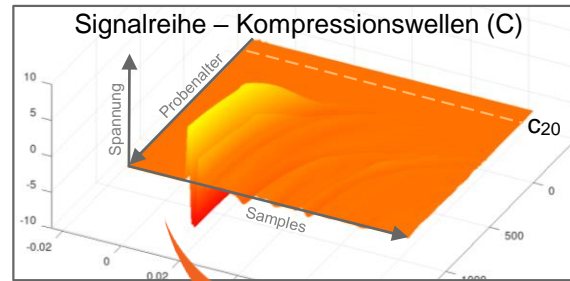 Signalreihe – Kompressionswellen (C)
10
5
0
-5
-10
Spannung
Probenalter
c20
0
500
1000
Samples
-0.02
0
0.02